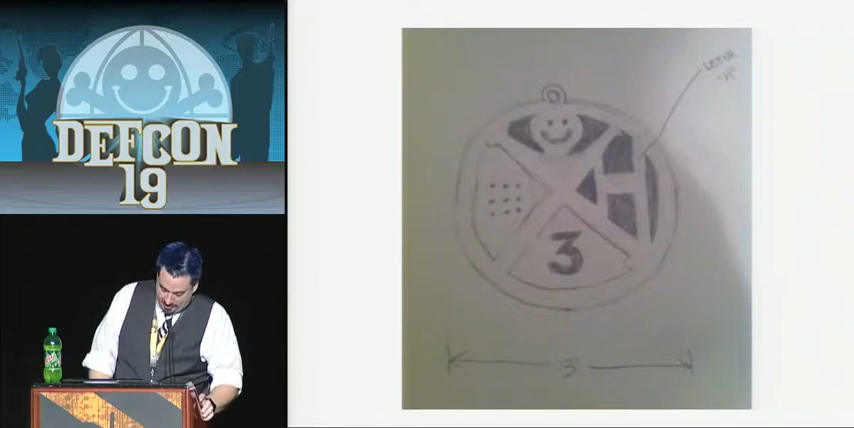 DEFCON
19
LETTER
"H"
H
3
3"